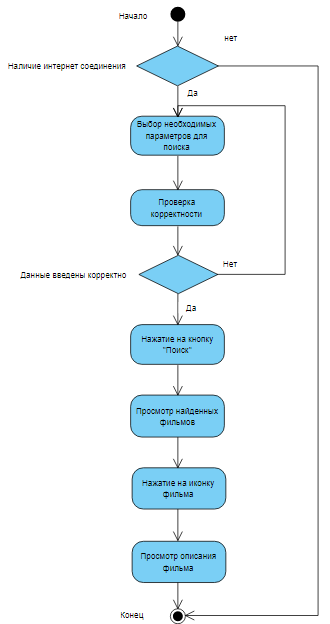 Начало
нет
Наличие интернет соединения
Да
Выбор необходимых
параметров для
поиска
Проверка
корректности
Нет
Данные введены корректно
Да
Нажатие на кнопку
"Поиск"
Просмотр найденных
фильмов
Нажатие на иконку
фильма
Просмотр описания
фильма
Конец